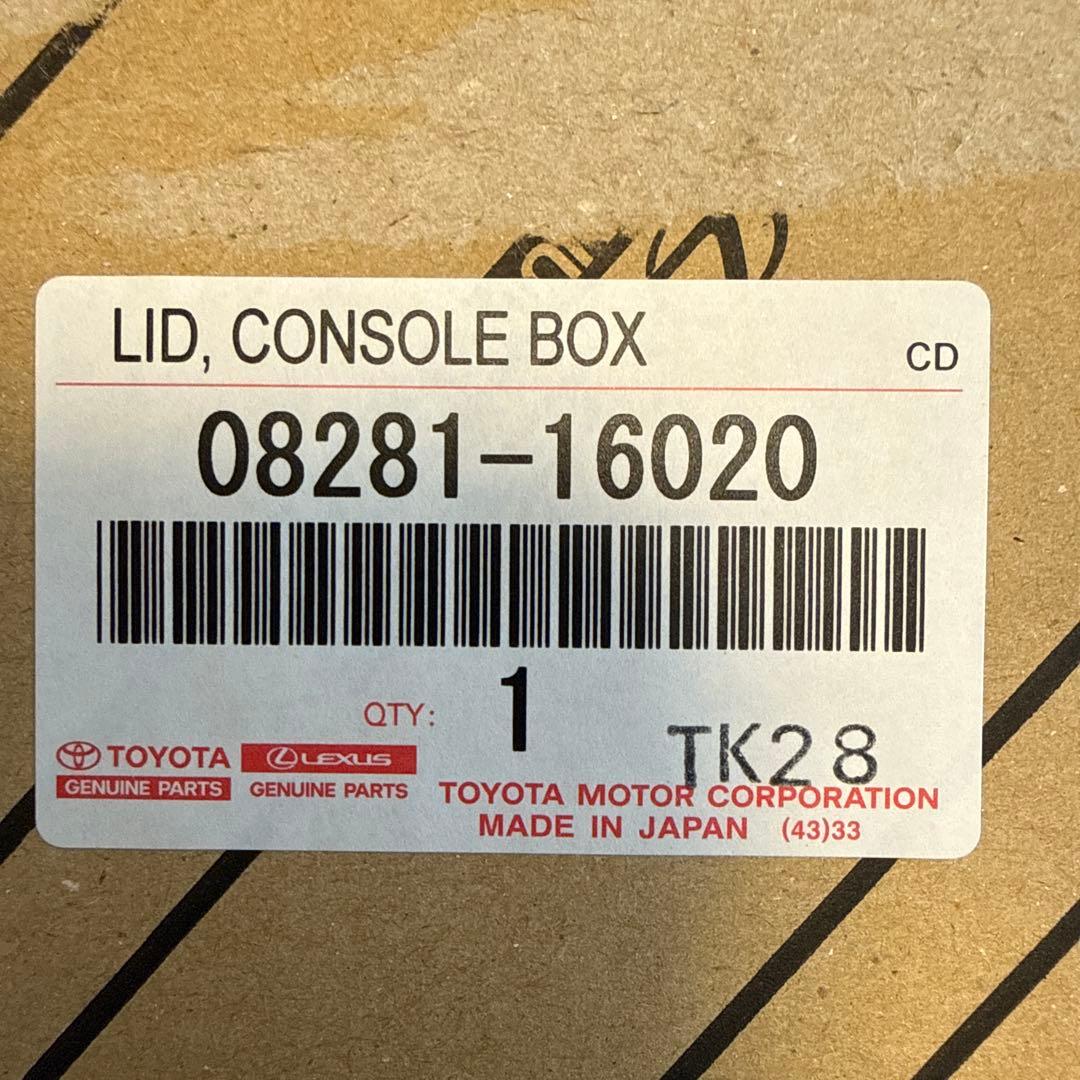 LID, CONSOLE BOX
CD
08281-16020
QTY: 1
TK28
TOYOTA
GENUINE PARTS
LEXUS
GENUINE PARTS
TOYOTA MOTOR CORPORATION
MADE IN JAPAN (43)33